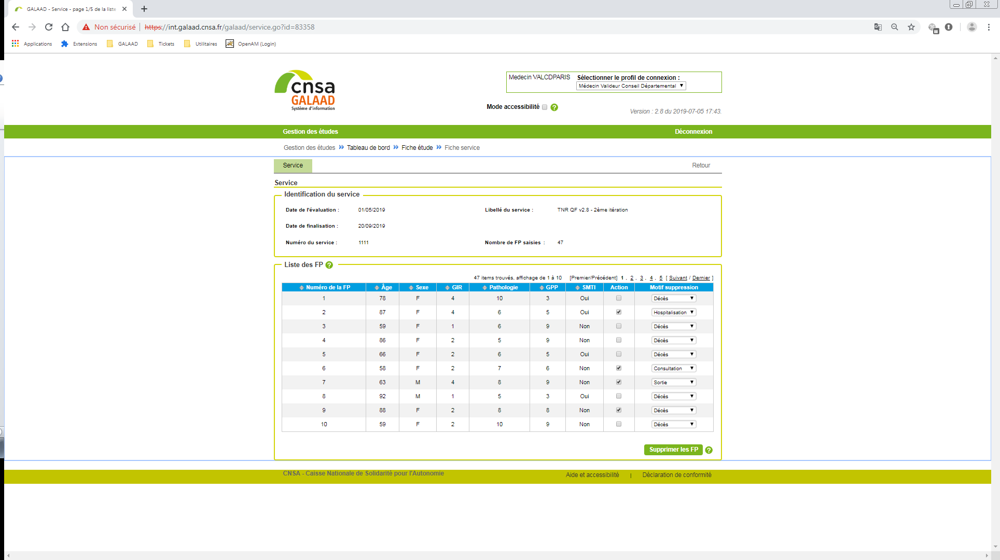 GALAAD - Service - page 1/5 de la liste
Non sécurisé | https://int.galaad.cnsa.fr/galaad/service.go?id=83358
Applications Extensions GALAAD Tickets Utilitaires OpenAM (Login)
cnsa
GALAAD
Système d'information
Medecin VALCDPARIS Sélectionner le profil de connexion :
Médecin Valideur Conseil Départemental
Mode accessibilité ?
Version : 2.8 du 2019-07-05 17:43.
Gestion des études Déconnexion
Gestion des études Tableau de bord Fiche étude Fiche service
Service Retour
Service
Identification du service
Date de l'évaluation : 01/05/2019 Libellé du service : TNR QF v2.8 - 2ème itération
Date de finalisation : 20/09/2019
Numéro du service : 1111 Nombre de FP saisies : 47
Liste des FP ?
47 items trouvés, affichage de 1 à 10 [Premier/Précédent] 1 , 2 , 3 , 4 , 5 [ Suivant / Dernier ]
Numéro de la FP Âge Sexe GIR Pathologie GPP SMTI Action Motif suppression
1 78 F 4 10 3 Oui Décès
2 87 F 4 6 5 Oui Hospitalisation
3 59 F 1 6 9 Non Décès
4 86 F 2 5 9 Non Décès
5 66 F 2 6 5 Oui Décès
6 58 F 2 7 6 Non Consultation
7 63 M 4 8 9 Non Sortie
8 92 M 1 5 3 Oui Décès
9 88 F 2 8 8 Non Décès
10 59 F 2 10 9 Non Décès
Supprimer les FP ?
CNSA - Caisse Nationale de Solidarité pour l'Autonomie Aide et accessibilité | Déclaration de conformité